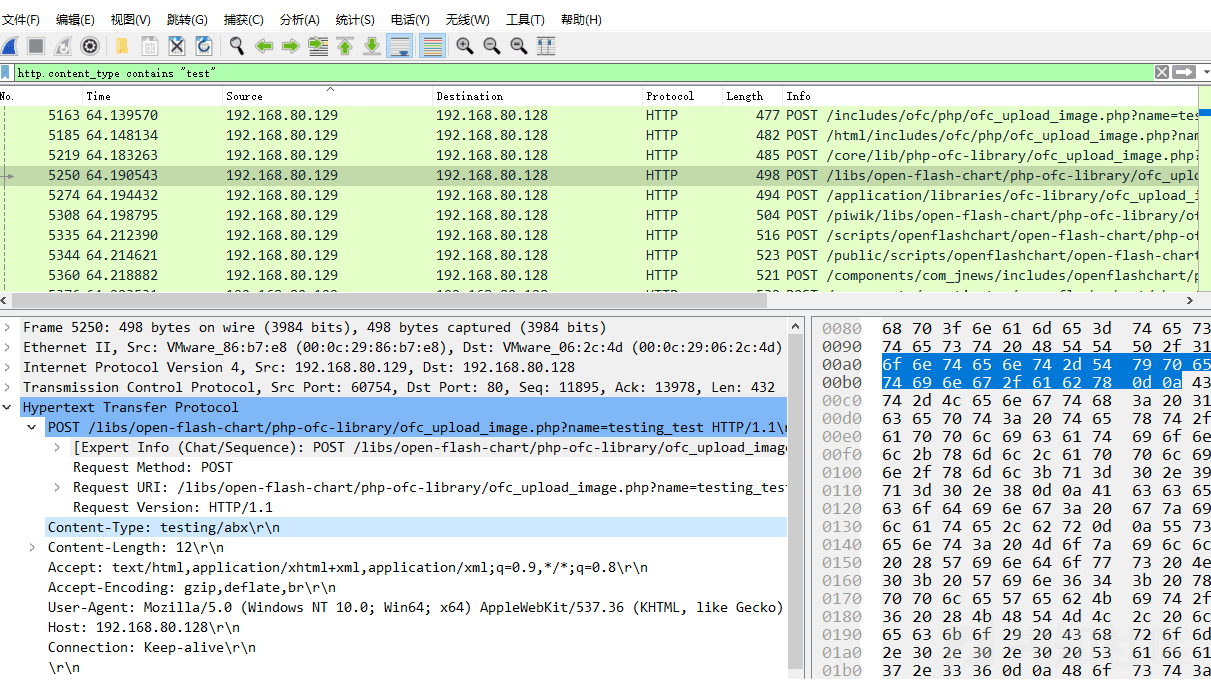 文件(F) 编辑(E) 视图(V) 跳转(G) 捕获(C) 分析(A) 统计(S) 电话(Y) 无线(W) 工具(T) 帮助(H)
http.content_type contains "test"
No. Time Source Destination Protocol Length Info
5163 64.139570 192.168.80.129 192.168.80.128 HTTP 477 POST /includes/ofc/php/ofc_upload_image.php?name=tes
5185 64.148134 192.168.80.129 192.168.80.128 HTTP 482 POST /html/includes/ofc/php/ofc_upload_image.php?nam
5219 64.183263 192.168.80.129 192.168.80.128 HTTP 485 POST /core/lib/php-ofc-library/ofc_upload_image.php?
5250 64.190543 192.168.80.129 192.168.80.128 HTTP 498 POST /libs/open-flash-chart/php-ofc-library/ofc_uplo
5274 64.194432 192.168.80.129 192.168.80.128 HTTP 494 POST /application/libraries/ofc-library/ofc_upload_i
5308 64.198795 192.168.80.129 192.168.80.128 HTTP 504 POST /piwik/libs/open-flash-chart/php-ofc-library/of
5335 64.212390 192.168.80.129 192.168.80.128 HTTP 516 POST /scripts/openflashchart/open-flash-chart/php-of
5344 64.214621 192.168.80.129 192.168.80.128 HTTP 523 POST /public/scripts/openflashchart/open-flash-chart
5360 64.218882 192.168.80.129 192.168.80.128 HTTP 521 POST /components/com_jnews/includes/openflashchart/p
Frame 5250: 498 bytes on wire (3984 bits), 498 bytes captured (3984 bits)
Ethernet II, Src: VMware_86:b7:e8 (00:0c:29:86:b7:e8), Dst: VMware_06:2c:4d (00:0c:29:06:2c:4d)
Internet Protocol Version 4, Src: 192.168.80.129, Dst: 192.168.80.128
Transmission Control Protocol, Src Port: 60754, Dst Port: 80, Seq: 11895, Ack: 13978, Len: 432
Hypertext Transfer Protocol
POST /libs/open-flash-chart/php-ofc-library/ofc_upload_image.php?name=testing_test HTTP/1.1\r
[Expert Info (Chat/Sequence): POST /libs/open-flash-chart/php-ofc-library/ofc_upload_image
Request Method: POST
Request URI: /libs/open-flash-chart/php-ofc-library/ofc_upload_image.php?name=testing_test
Request Version: HTTP/1.1
Content-Type: testing/abx\r\n
Content-Length: 12\r\n
Accept: text/html,application/xhtml+xml,application/xml;q=0.9,*/*;q=0.8\r\n
Accept-Encoding: gzip,deflate,br\r\n
User-Agent: Mozilla/5.0 (Windows NT 10.0; Win64; x64) AppleWebKit/537.36 (KHTML, like Gecko)
Host: 192.168.80.128\r\n
Connection: Keep-alive\r\n
\r\n
0080 68 70 3f 6e 61 6d 65 3d 74 65 73
0090 74 65 73 74 20 48 54 54 50 2f 31
00a0 6f 6e 74 65 6e 74 2d 54 79 70 65
00b0 74 69 6e 67 2f 61 62 78 0d 0a 43
00c0 74 2d 4c 65 6e 67 74 68 3a 20 31
00d0 63 65 70 74 3a 20 74 65 78 74 2f
00e0 61 70 70 6c 69 63 61 74 69 6f 6e
00f0 6c 2b 78 6d 6c 2c 61 70 70 6c 69
0100 6e 2f 78 6d 6c 3b 71 3d 30 2e 39
0110 71 3d 30 2e 38 0d 0a 41 63 63 65
0120 63 6f 64 69 6e 67 3a 20 67 7a 69
0130 6c 61 74 65 2c 62 72 0d 0a 55 73
0140 65 6e 74 3a 20 4d 6f 7a 69 6c 6c
0150 20 28 57 69 6e 64 6f 77 73 20 4e
0160 30 3b 20 57 69 6e 36 34 3b 20 78
0170 70 70 6c 65 57 65 62 4b 69 74 2f
0180 36 20 28 4b 48 54 4d 4c 2c 20 6c
0190 65 63 6b 6f 29 20 43 68 72 6f 6d
01a0 2e 30 2e 30 2e 30 20 53 61 66 61
01b0 37 2e 33 36 0d 0a 48 6f 73 74 3a